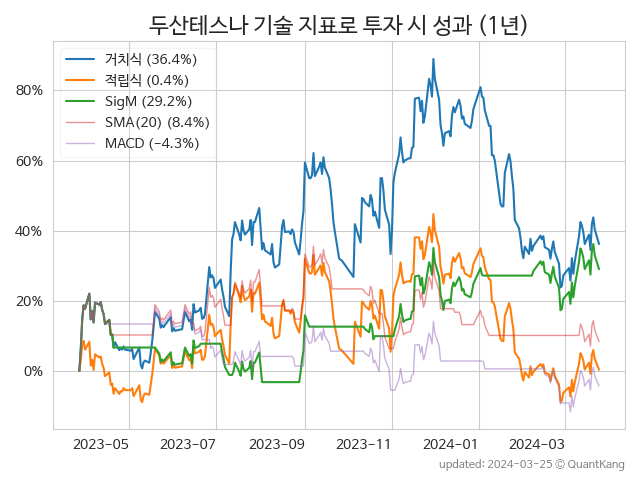 두산테스나 기술 지표로 투자 시 성과 (1년)
거치식 (36.4%)
적립식 (0.4%)
SigM (29.2%)
SMA(20) (8.4%)
MACD (−4.3%)
80%
60%
40%
20%
0%
2023−05 2023−07 2023−09 2023−11 2024−01 2024−03
updated: 2024-03-25 © QuantKang